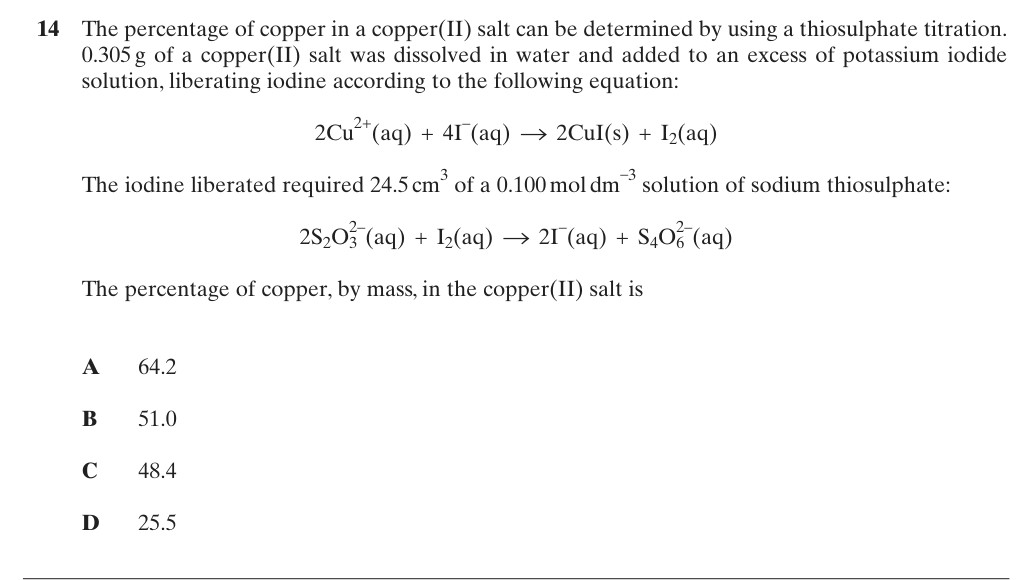 14 The percentage of copper in a copper(II) salt can be determined by using a thiosulphate titration.
0.305 g of a copper(II) salt was dissolved in water and added to an excess of potassium iodide
solution, liberating iodine according to the following equation:
2Cu²⁺(aq) + 4I⁻(aq) → 2CuI(s) + I₂(aq)
The iodine liberated required 24.5 cm³ of a 0.100 mol dm⁻³ solution of sodium thiosulphate:
2S₂O₃²⁻(aq) + I₂(aq) → 2I⁻(aq) + S₄O₆²⁻(aq)
The percentage of copper, by mass, in the copper(II) salt is
A 64.2
B 51.0
C 48.4
D 25.5